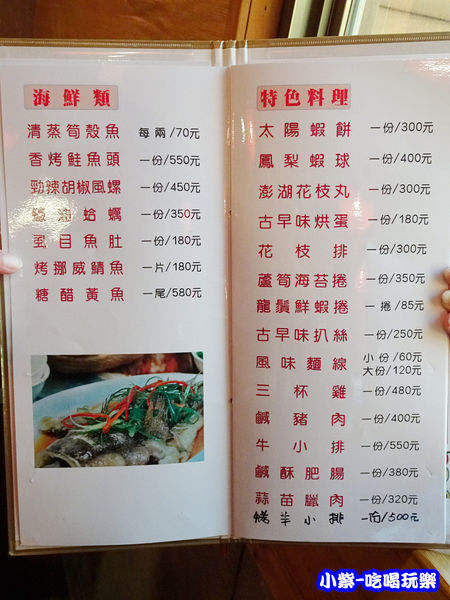 海鮮類
清蒸筍殼魚 每兩/70元
香烤鮭魚頭 一份/550元
勁辣胡椒風螺 一份/450元
蛤蠣 一份/350元
虱目魚肚 一份/180元
烤挪威鯖魚 一片/180元
糖醋黃魚 一尾/580元
特色料理
太陽蝦餅 一份/300元
鳳梨蝦球 一份/400元
澎湖花枝丸 一份/300元
古早味烘蛋 一份/180元
花枝排 一份/300元
蘆筍海苔捲 一份/350元
龍鬚鮮蝦捲 一捲/85元
古早味扒絲 一份/250元
風味麵線 小份/60元
大份/120元
三杯雞 一份/480元
鹹豬肉 一份/400元
牛小排 一份/550元
鹹酥肥腸 一份/380元
蒜苗臘肉 一份/320元
烤羊小排 一份/500元
小紫-吃喝玩樂